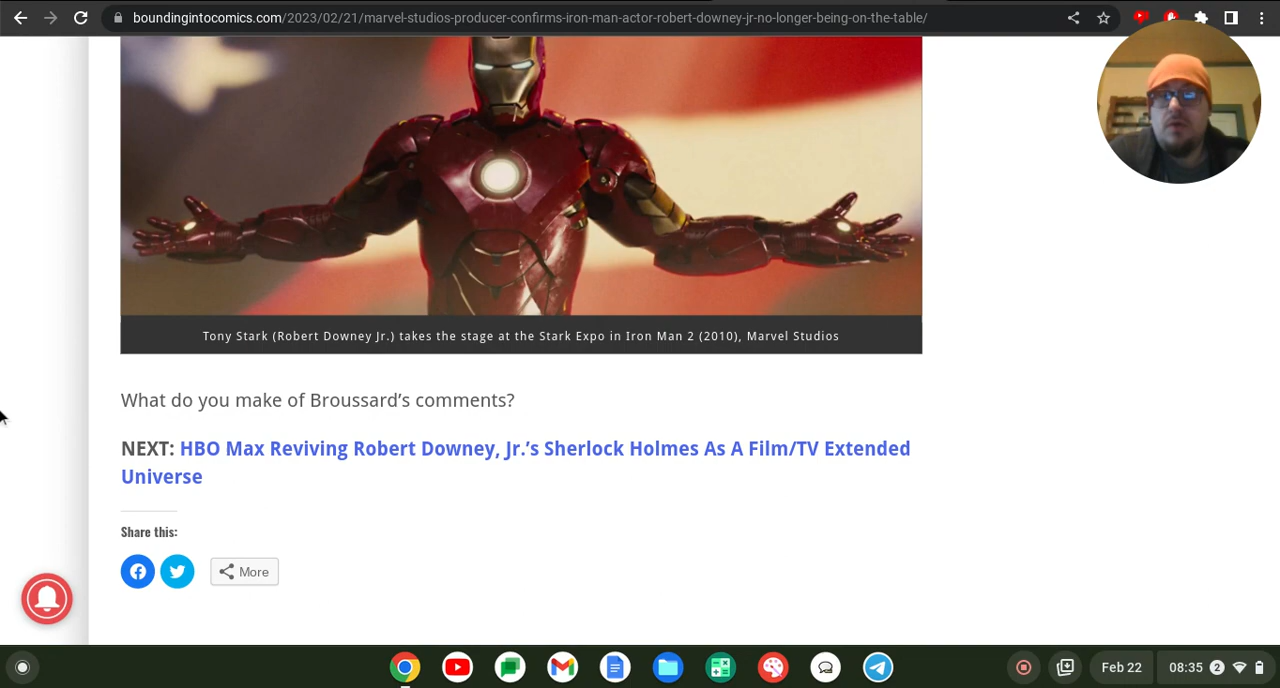 boundingintocomics.com/2023/02/21/marvel-studios-producer-confirms-iron-man-actor-robert-downey-jr-no-longer-being-on-the-table/
Tony Stark (Robert Downey Jr.) takes the stage at the Stark Expo in Iron Man 2 (2010), Marvel Studios
What do you make of Broussard’s comments?
NEXT: HBO Max Reviving Robert Downey, Jr.’s Sherlock Holmes As A Film/TV Extended
Universe
Share this:
More
Feb 22 08:35 2